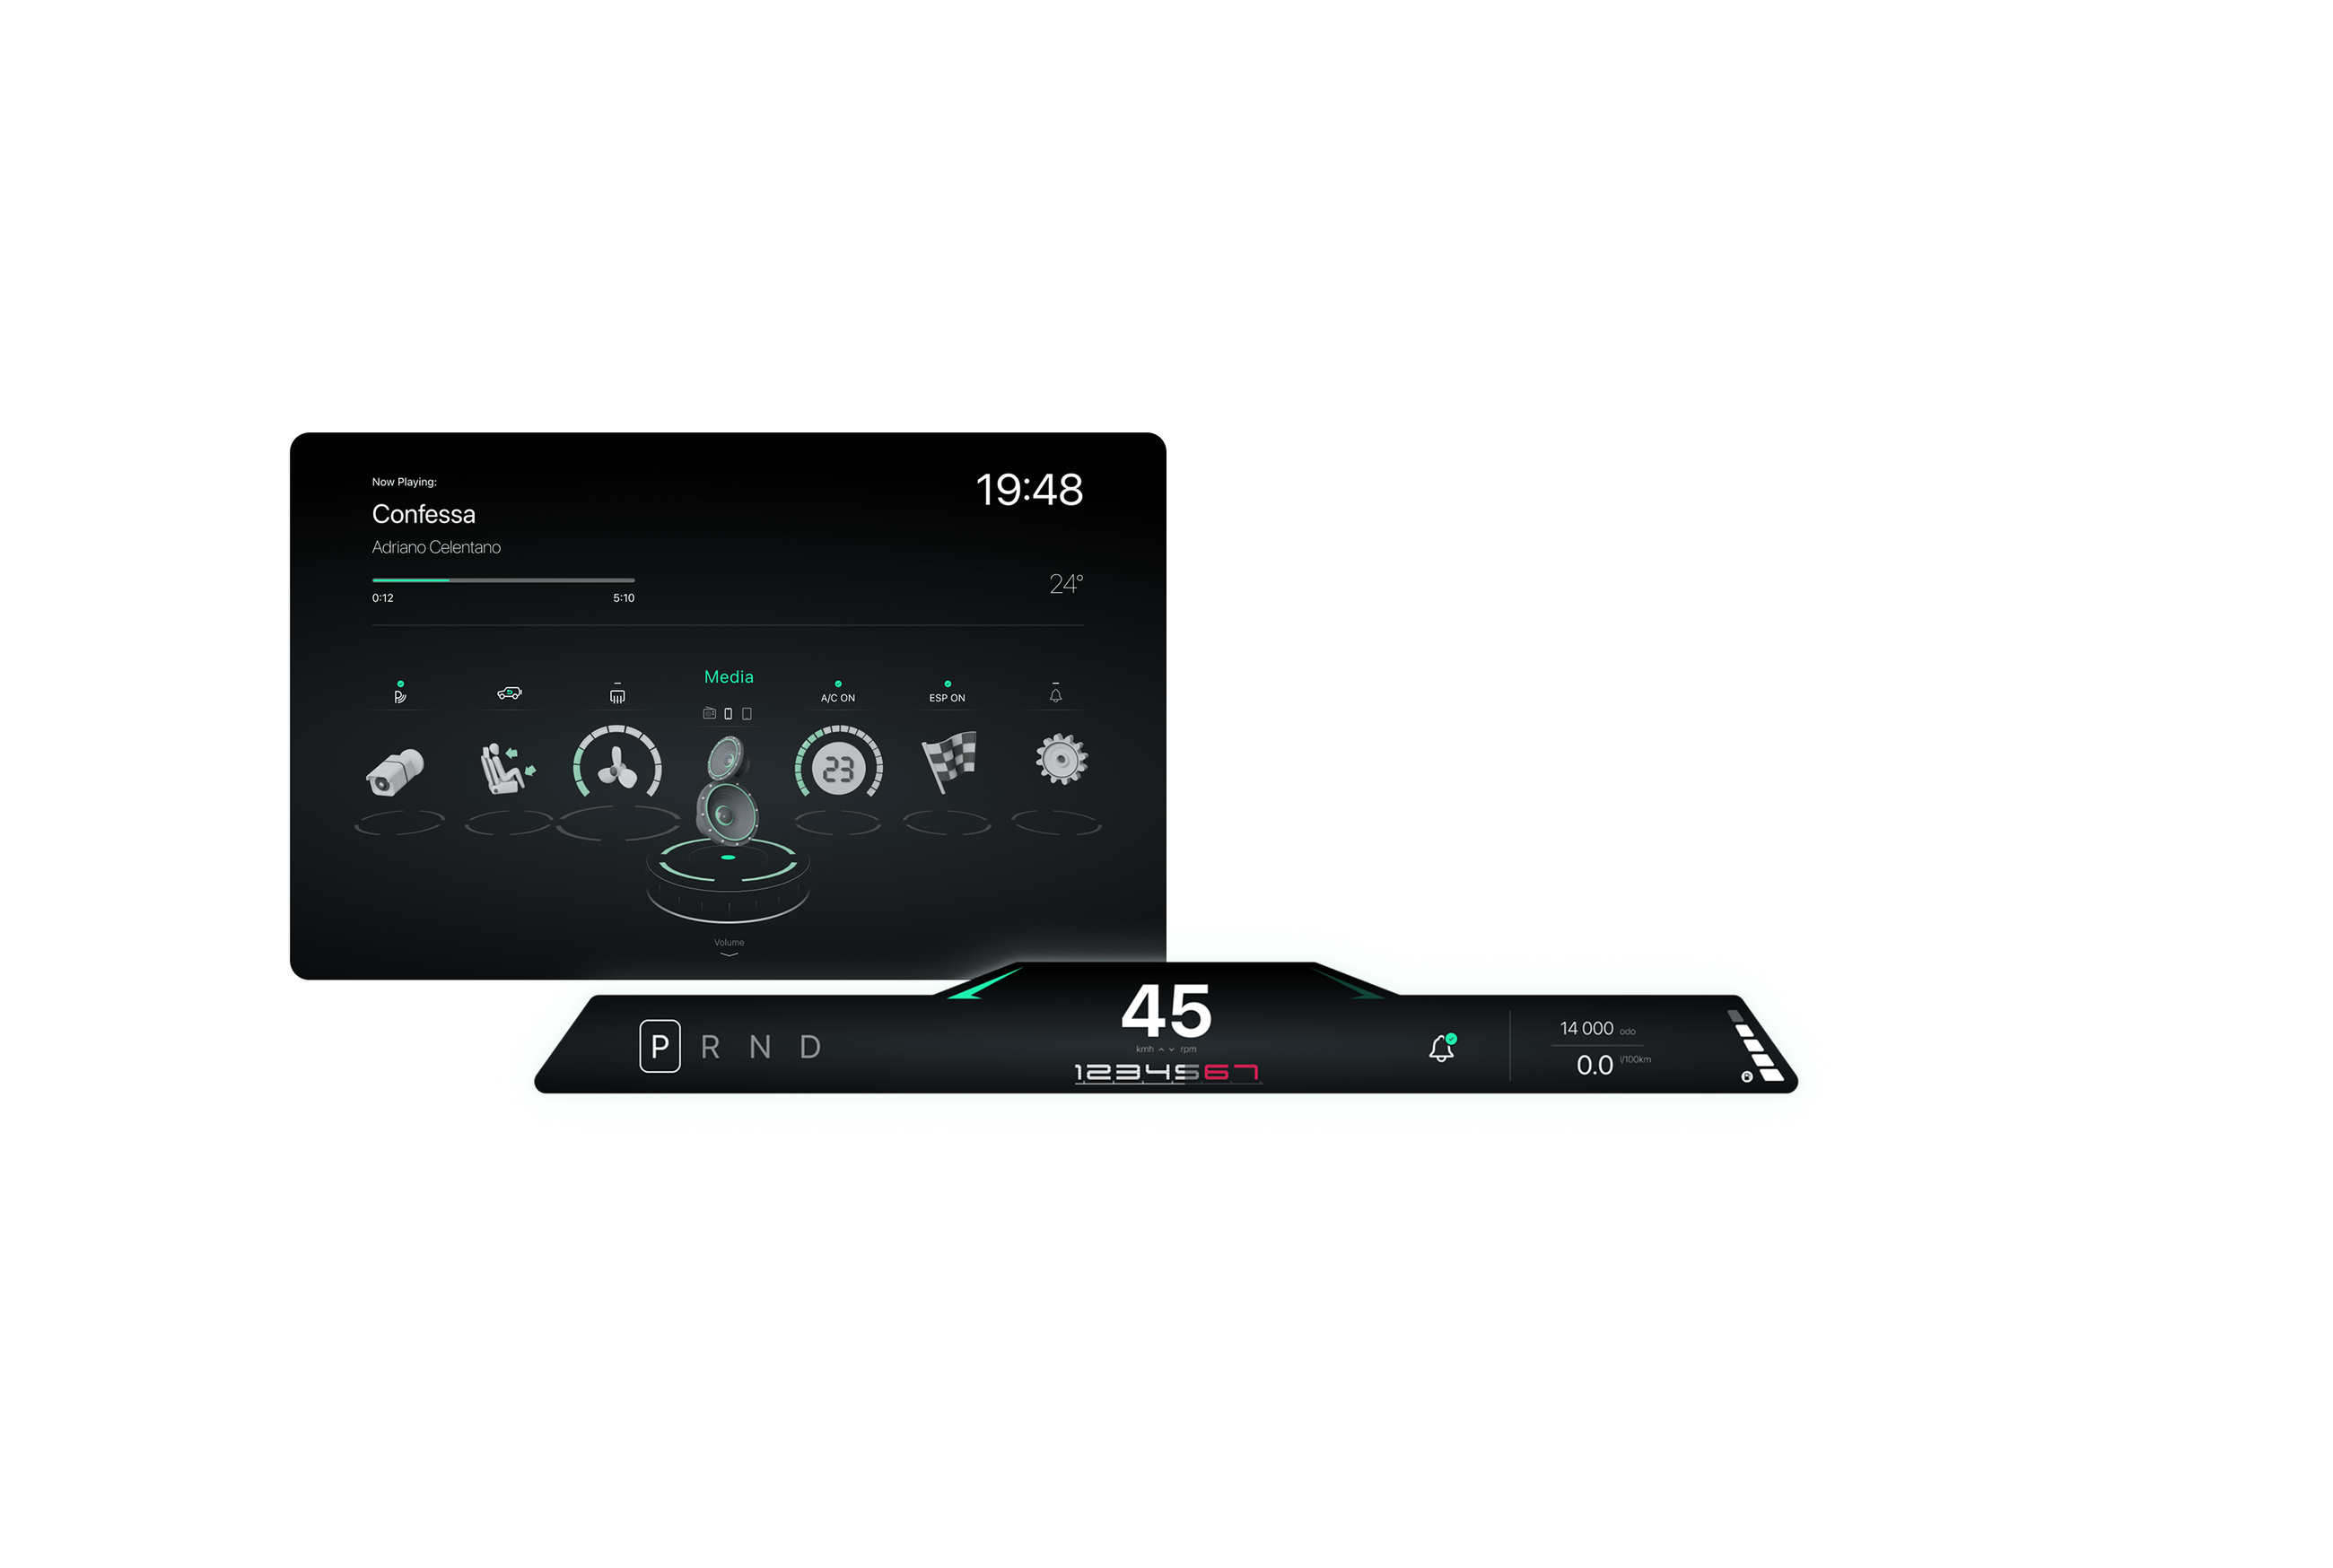 Now Playing:
Confessa
Adriano Celentano
0:12 5:10
19:48
24°
Media
A/C ON
ESP ON
23
Volume
P R N D
45
kmh rpm
1234567
14 000 odo
0.0 l/100km